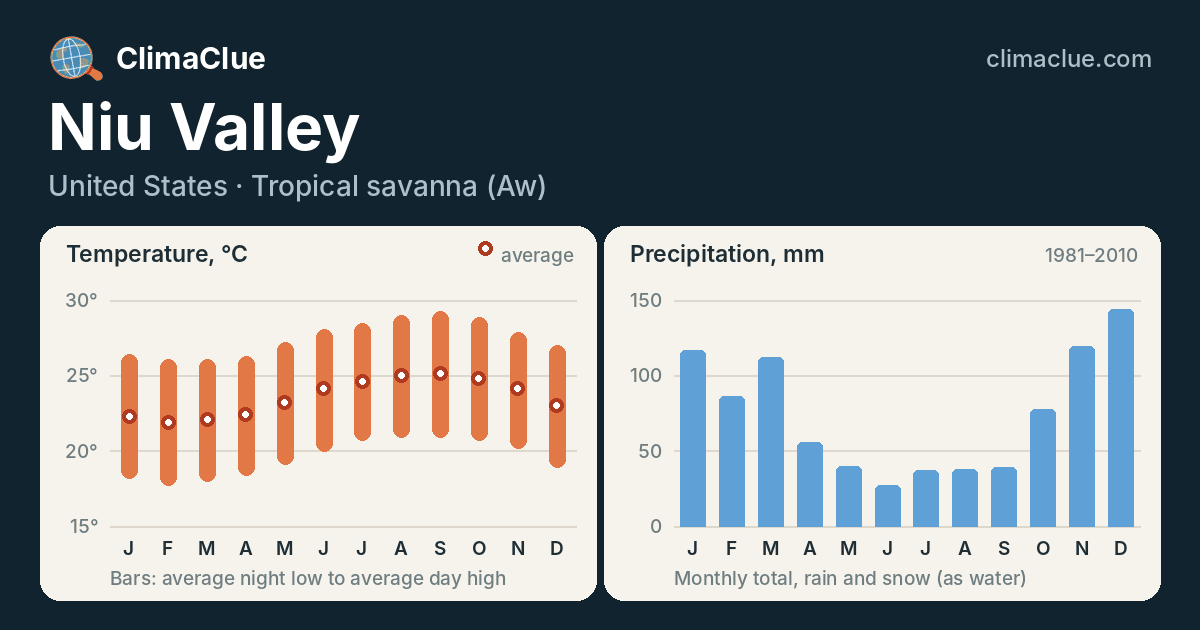 ClimaClue
climaclue.com
Niu Valley
United States · Tropical savanna (Aw)
Temperature, °C
average
30°
25°
20°
15°
J F M A M J J A S O N D
Bars: average night low to average day high
Precipitation, mm
1981–2010
150
100
50
0
J F M A M J J A S O N D
Monthly total, rain and snow (as water)